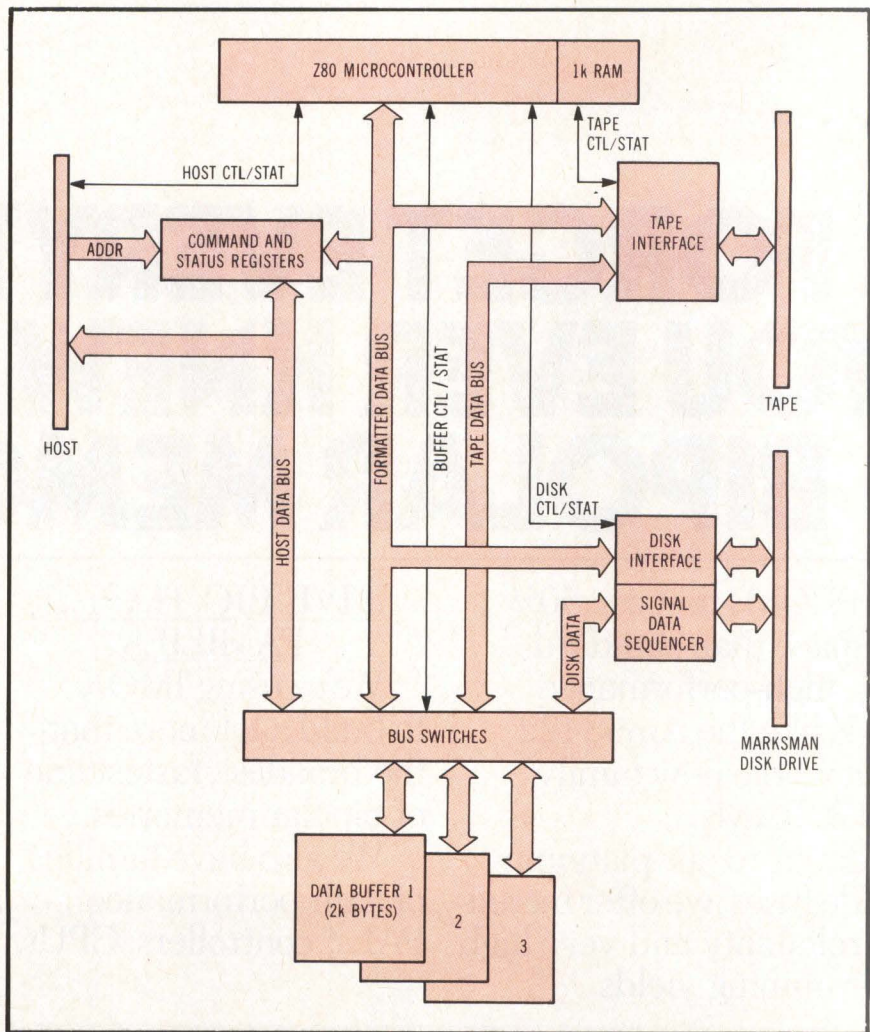 Z80 MICROCONTROLLER
1k RAM
TAPE
CTL/STAT
HOST CTL/STAT
ADDR
COMMAND AND
STATUS REGISTERS
TAPE
INTERFACE
HOST
TAPE
HOST DATA BUS
FORMATTER DATA BUS
BUFFER CTL / STAT
TAPE DATA BUS
DISK
CTL/STAT
DISK
INTERFACE
SIGNAL
DATA
SEQUENCER
DISK DATA
BUS SWITCHES
MARKSMAN
DISK DRIVE
DATA BUFFER 1
(2k BYTES)
2
3